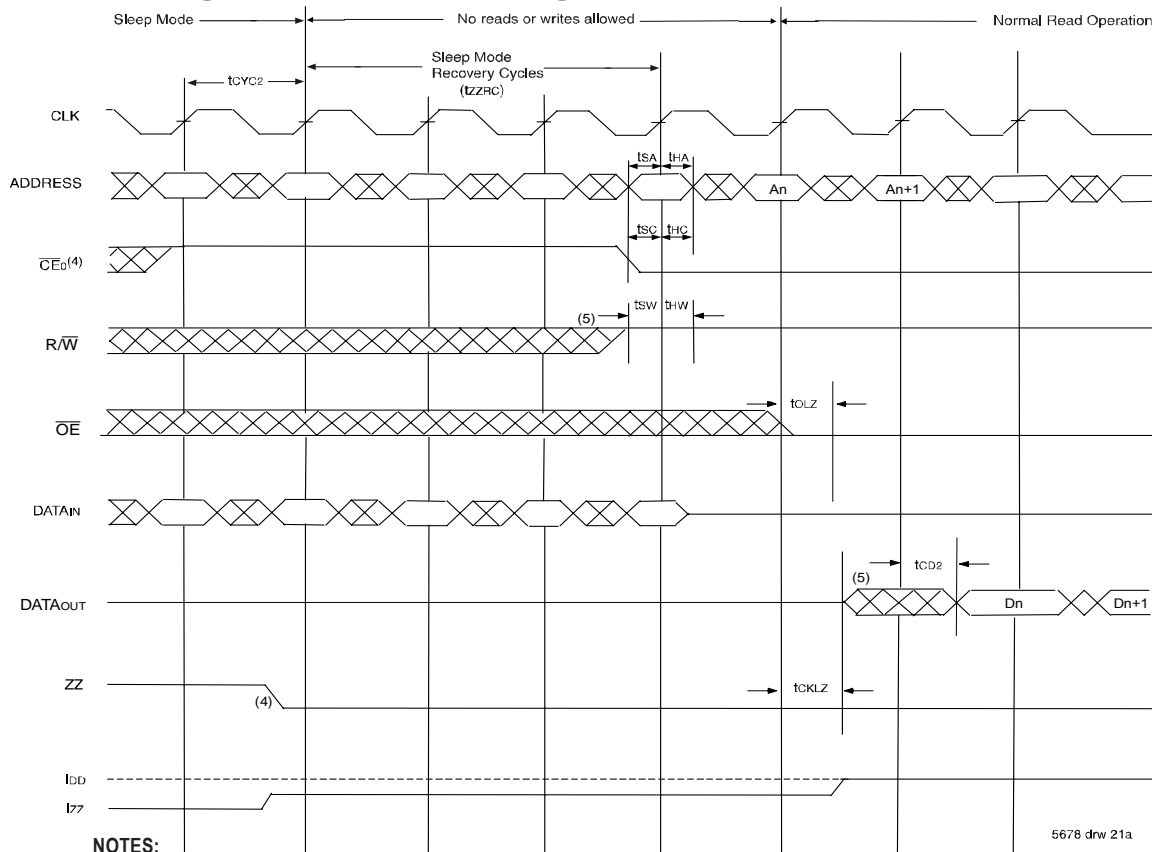 Sleep Mode
No reads or writes allowed
Normal Read Operation
tCYC2
Sleep Mode
Recovery Cycles
(tZZRC)
CLK
tSA tHA
ADDRESS
An
An+1
tSC tHC
CE0(4)
tSW tHW
(5)
R/W
tOLZ
OE
DATAIN
(5)
tCD2
DATAOUT
Dn
Dn+1
ZZ
(4)
tCKLZ
IDD
IZZ
5678 drw 21a
NOTES: